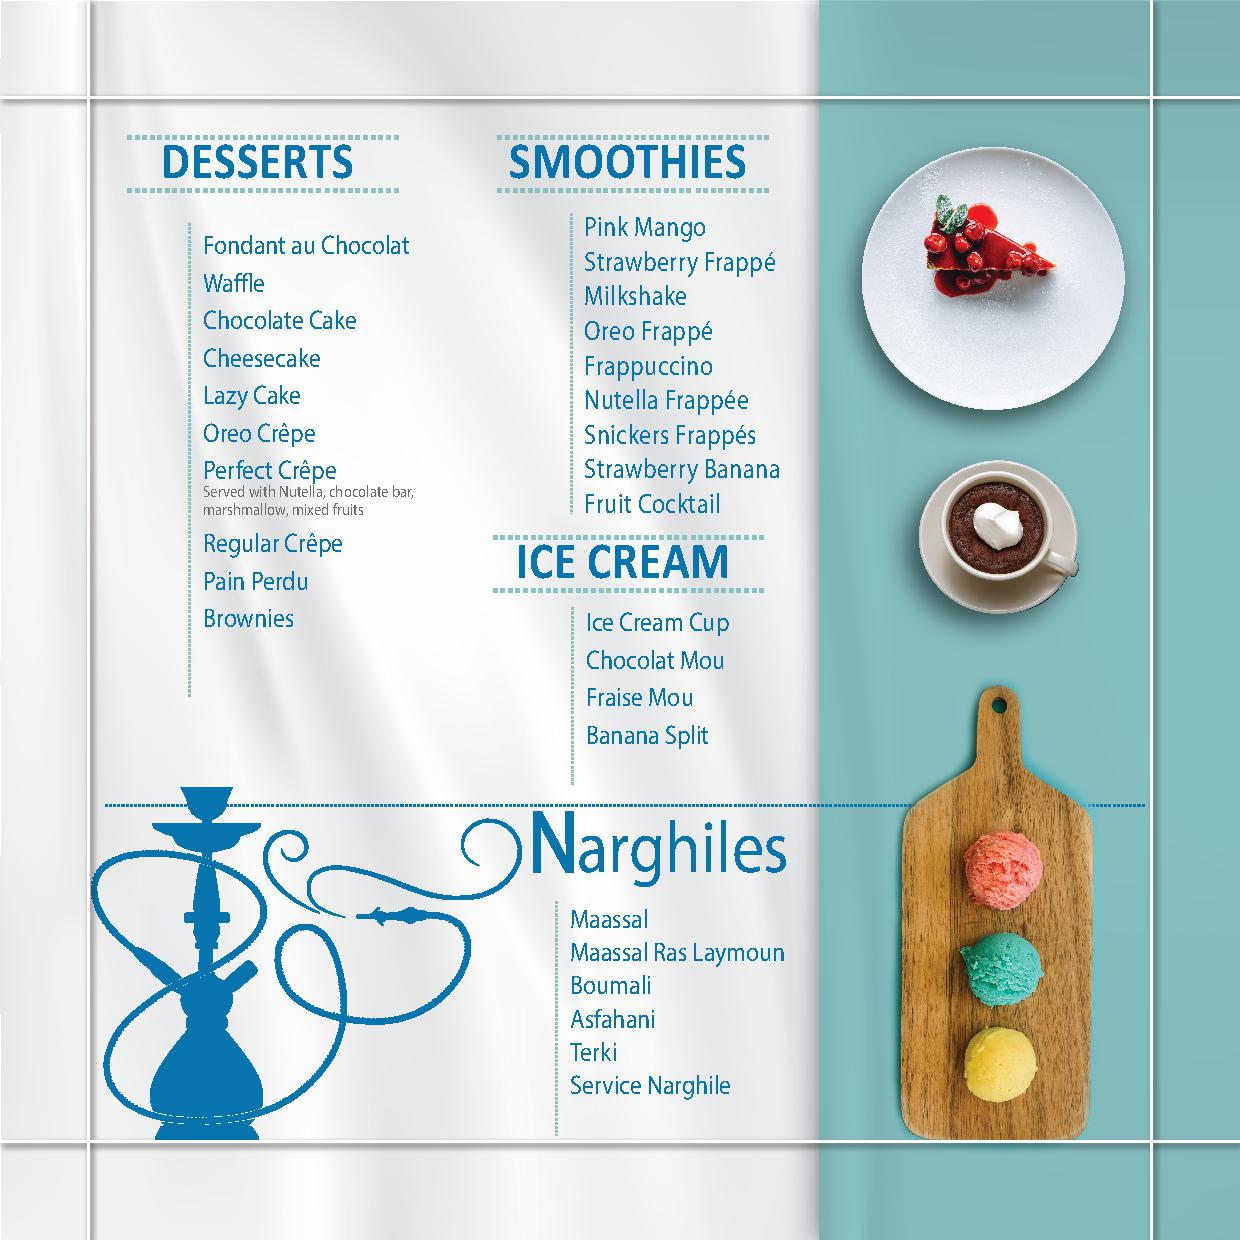 DESSERTS
Fondant au Chocolat
Waffle
Chocolate Cake
Cheesecake
Lazy Cake
Oreo Crêpe
Perfect Crêpe
Served with Nutella, chocolate bar,
marshmallow, mixed fruits
Regular Crêpe
Pain Perdu
Brownies
SMOOTHIES
Pink Mango
Strawberry Frappé
Milkshake
Oreo Frappé
Frappuccino
Nutella Frappée
Snickers Frappés
Strawberry Banana
Fruit Cocktail
ICE CREAM
Ice Cream Cup
Chocolat Mou
Fraise Mou
Banana Split
Narghiles
Maassal
Maassal Ras Laymoun
Boumali
Asfahani
Terki
Service Narghile